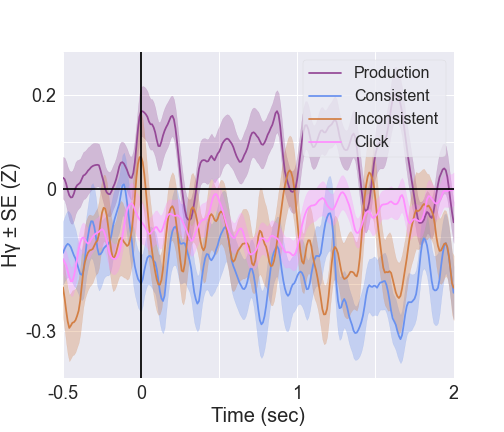 Production
Consistent
Inconsistent
Click
0.2
0
-0.3
Hγ ± SE (Z)
-0.5 0 1 2
Time (sec)